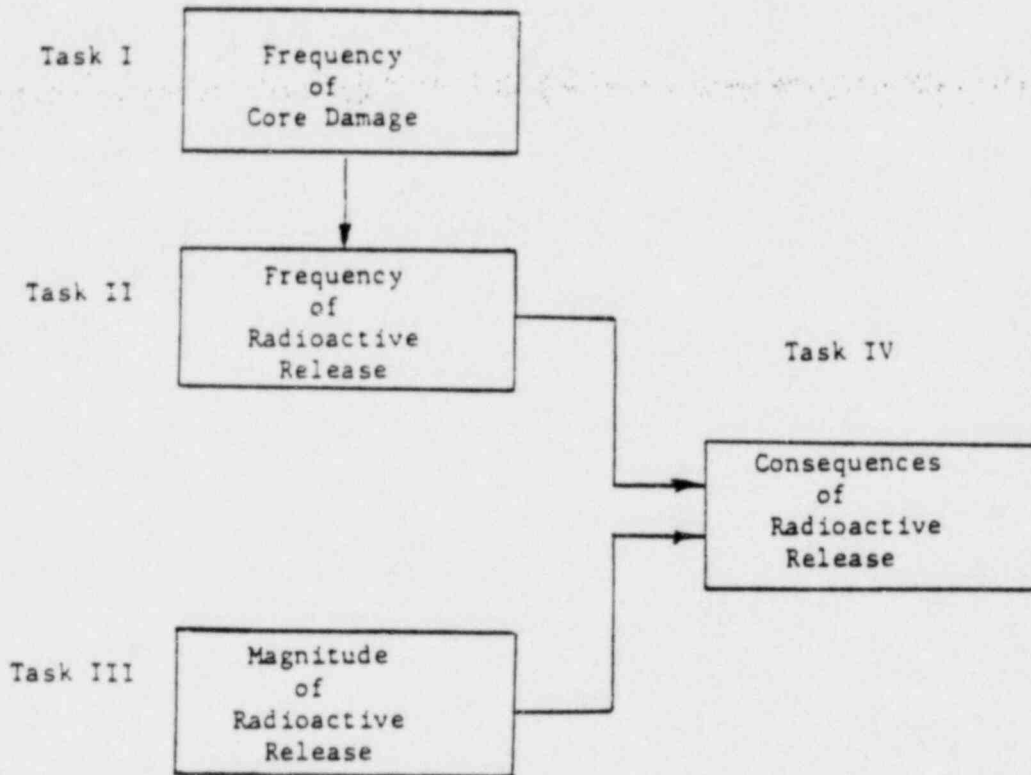 Task I
Frequency
of
Core Damage
Task II
Frequency
of
Radioactive
Release
Task IV
Consequences
of
Radioactive
Release
Task III
Magnitude
of
Radioactive
Release